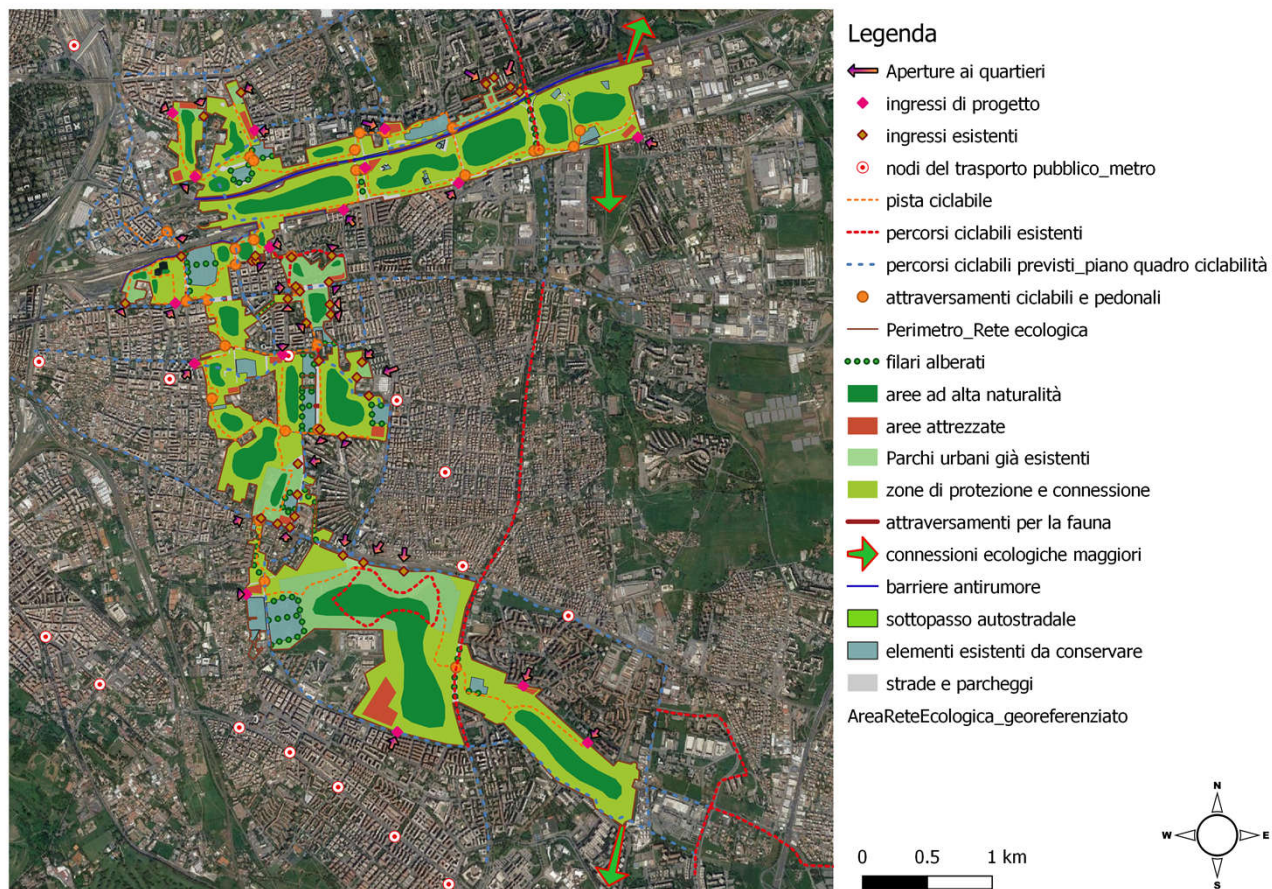 Legenda
Aperture ai quartieri
ingressi di progetto
ingressi esistenti
nodi del trasporto pubblico_metro
pista ciclabile
percorsi ciclabili esistenti
percorsi ciclabili previsti_piano quadro ciclabilità
attraversamenti ciclabili e pedonali
Perimetro_Rete ecologica
filari alberati
aree ad alta naturalità
aree attrezzate
Parchi urbani già esistenti
zone di protezione e connessione
attraversamenti per la fauna
connessioni ecologiche maggiori
barriere antirumore
sottopasso autostradale
elementi esistenti da conservare
strade e parcheggi
AreaReteEcologica_georeferenziato
N
W E
S
0 0.5 1 km